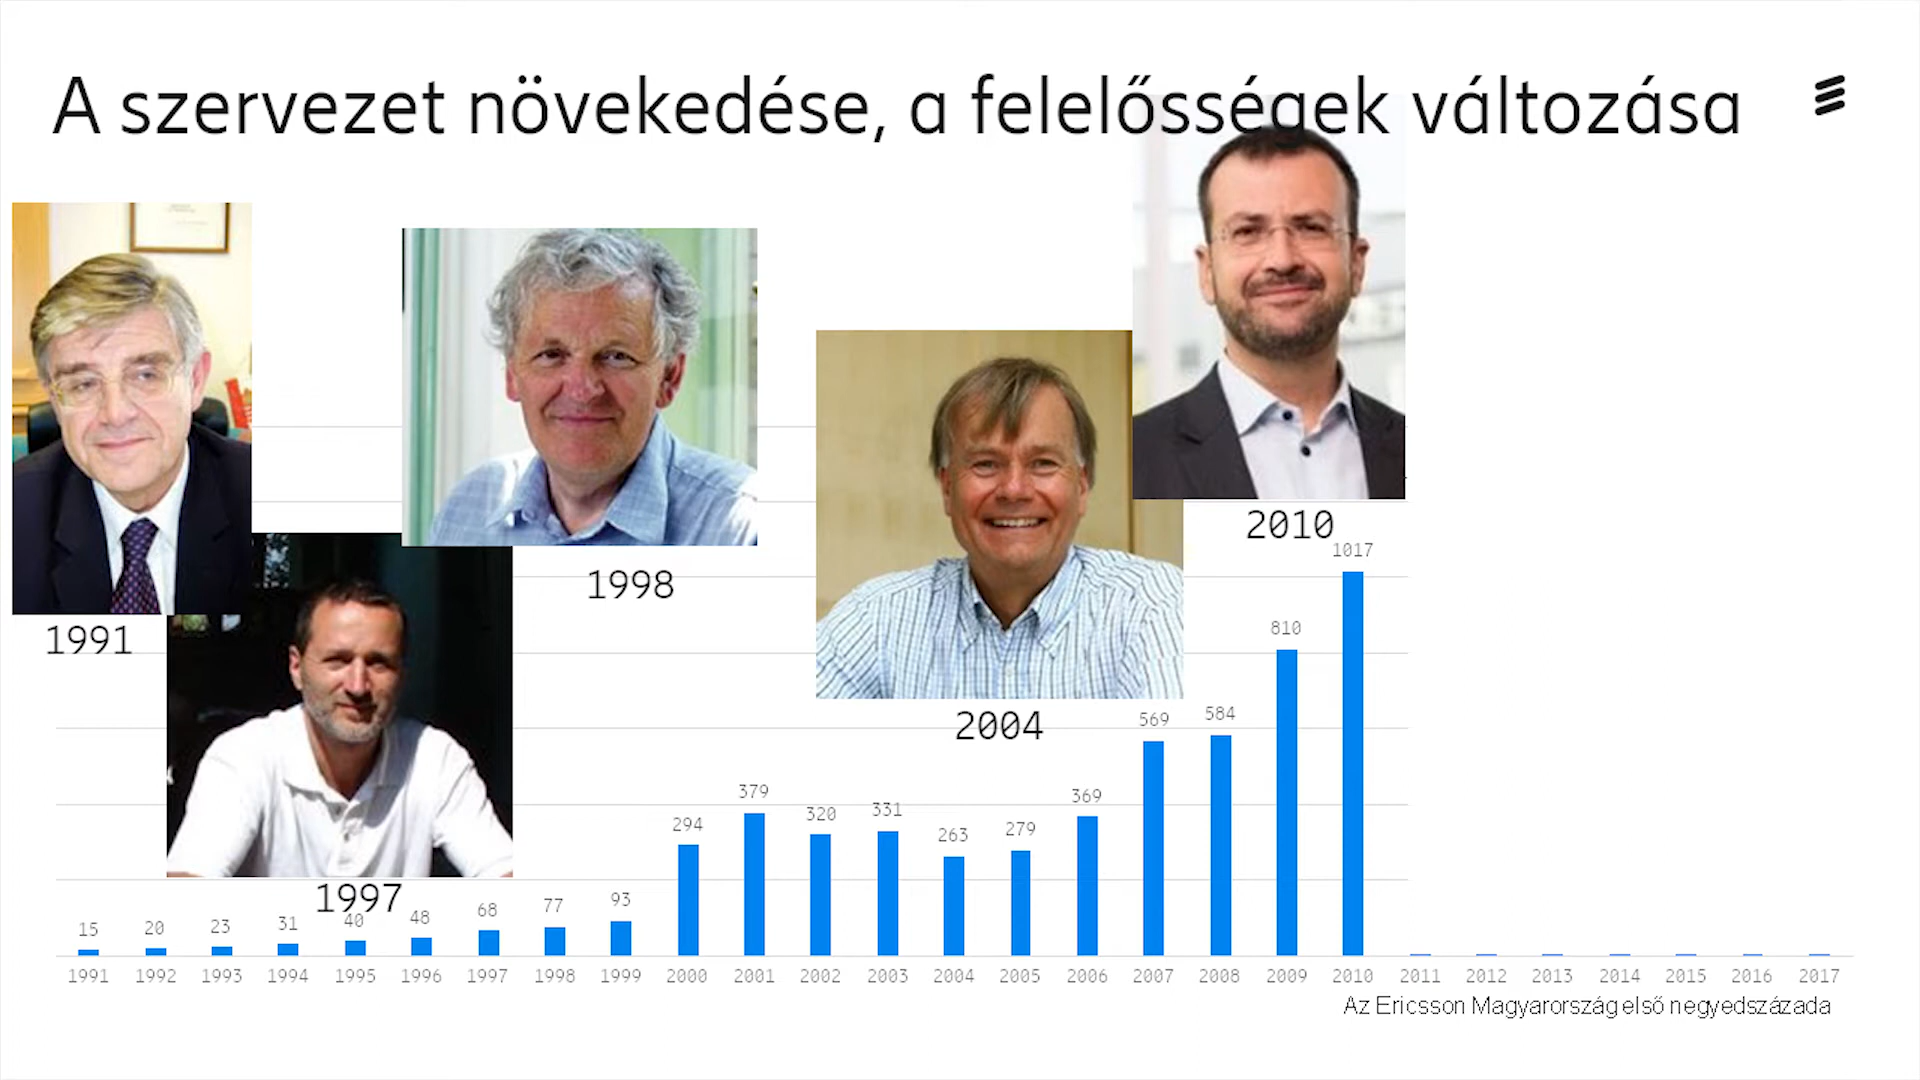 A szervezet növekedése, a felelősségek változása
1991
1997
1998
2004
2010
15 20 23 31 40 48 68 77 93 294 379 320 331 263 279 369 569 584 810 1017
1991 1992 1993 1994 1995 1996 1997 1998 1999 2000 2001 2002 2003 2004 2005 2006 2007 2008 2009 2010 2011 2012 2013 2014 2015 2016 2017
Az Ericsson Magyarország első negyedszázada